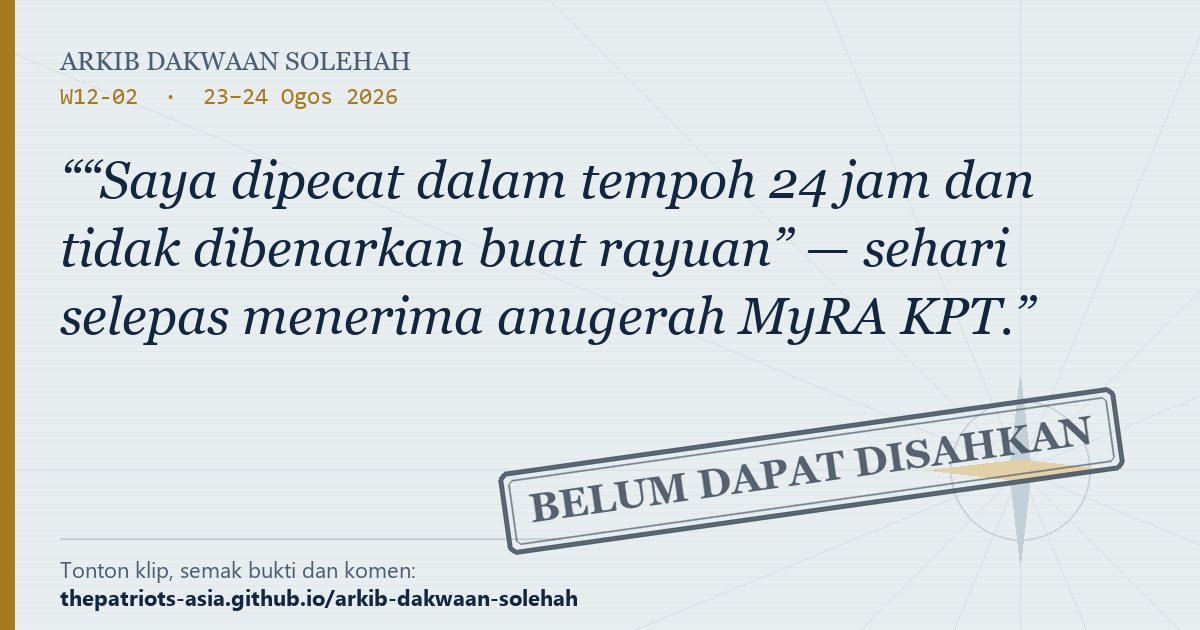 ARKIB DAKWAAN SOLEHAH
W12-02 · 23–24 Ogos 2026
““Saya dipecat dalam tempoh 24 jam dan
tidak dibenarkan buat rayuan” — sehari
selepas menerima anugerah MyRA KPT.”
BELUM DAPAT DISAHKAN
Tonton klip, semak bukti dan komen:
thepatriots-asia.github.io/arkib-dakwaan-solehah